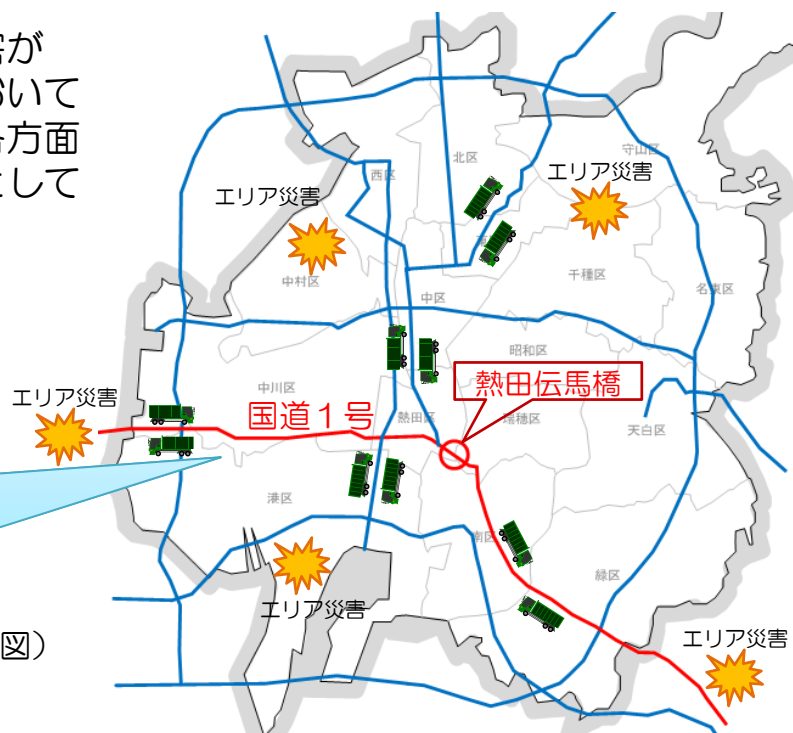 害が
おいて
各方面
として
北区
守山区
西区
エリア災害
エリア災害
中村区
千種区
名東区
中区
昭和区
エリア災害
中川区
国道１号
熱田区
熱田伝馬橋
瑞穂区
天白区
港区
南区
緑区
エリア災害
エリア災害
図）